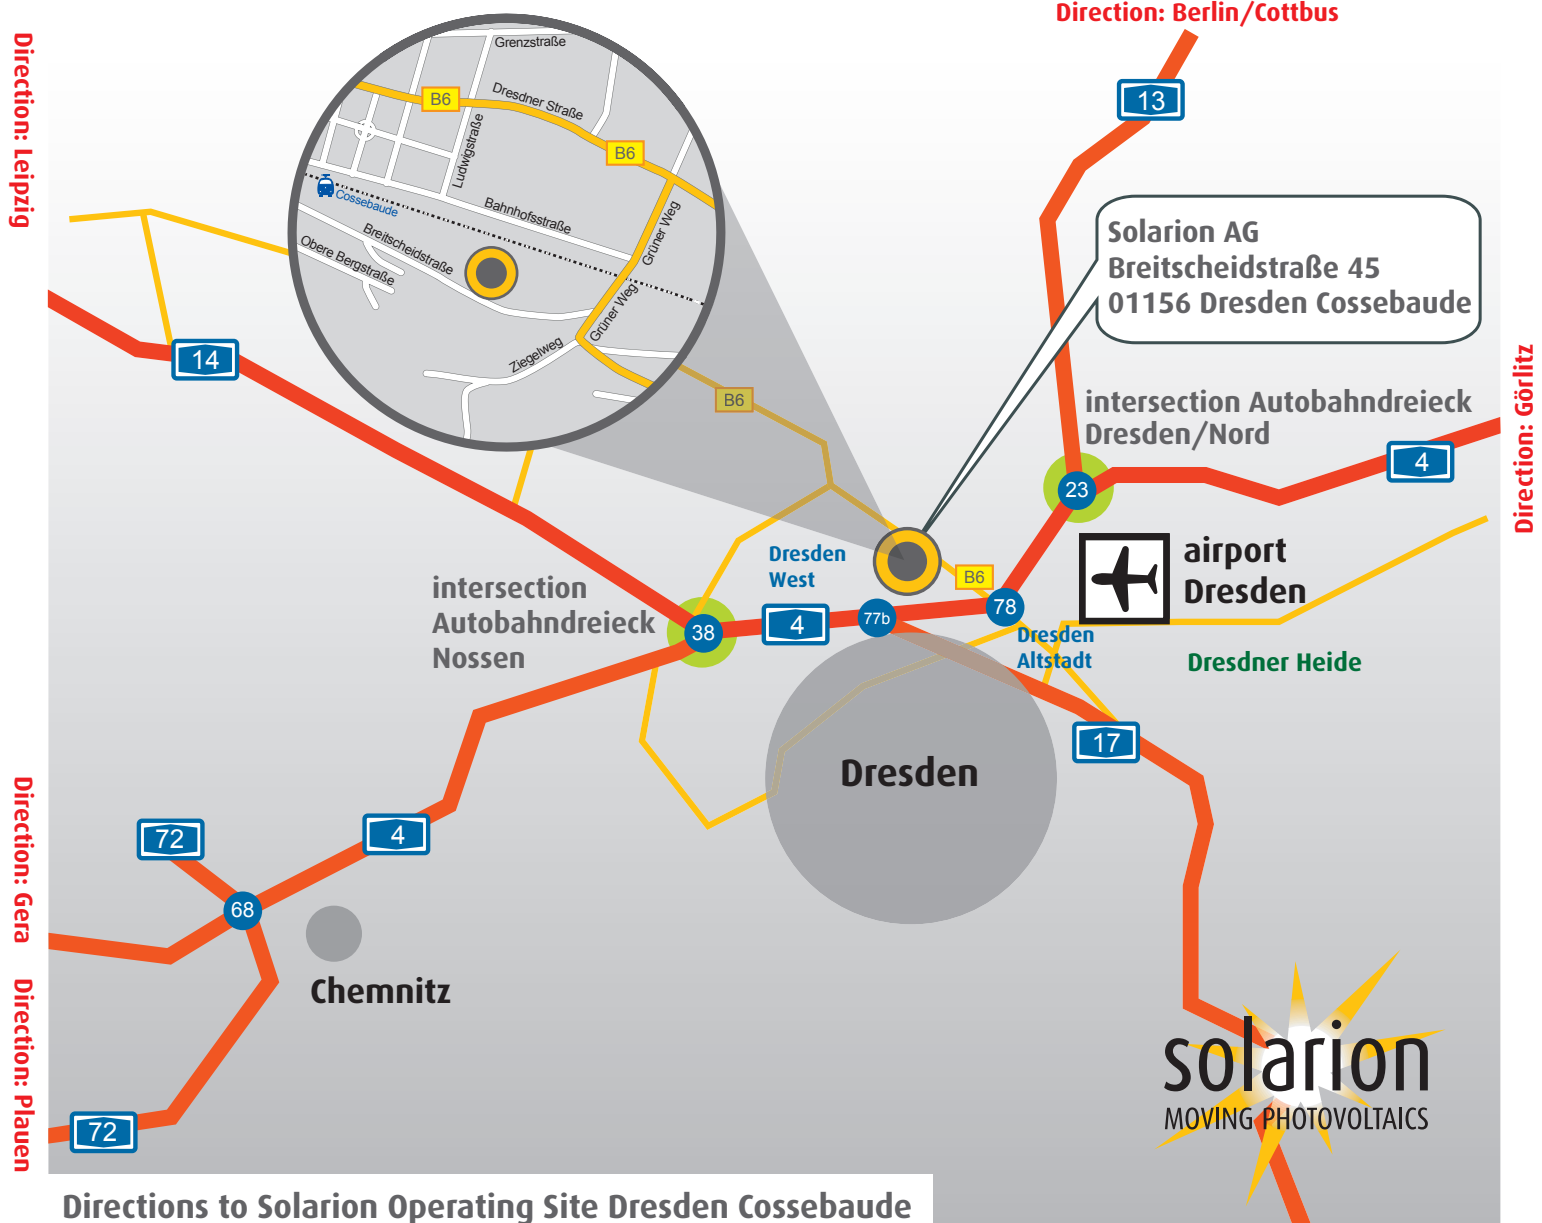 Direction: Berlin/Cottbus
Direction: Leipzig
13
Grenzstraße
B6
Dresdner Straße
B6
Ludwigstraße
Cossebaude
Bahnhofsstraße
Grüner Weg
Breitscheidstraße
Obere Bergstraße
Grüner Weg
Ziegelweg
Solarion AG
Breitscheidstraße 45
01156 Dresden Cossebaude
14
B6
intersection Autobahndreieck
Dresden/Nord
Direction: Görlitz
4
23
Dresden
West
airport
Dresden
B6
intersection
Autobahndreieck
Nossen
38
4
77b
78
Dresden
Altstadt
Dresdner Heide
17
Dresden
Direction: Gera
72
4
68
Chemnitz
Direction: Plauen
72
solarion
MOVING PHOTOVOLTAICS
Directions to Solarion Operating Site Dresden Cossebaude